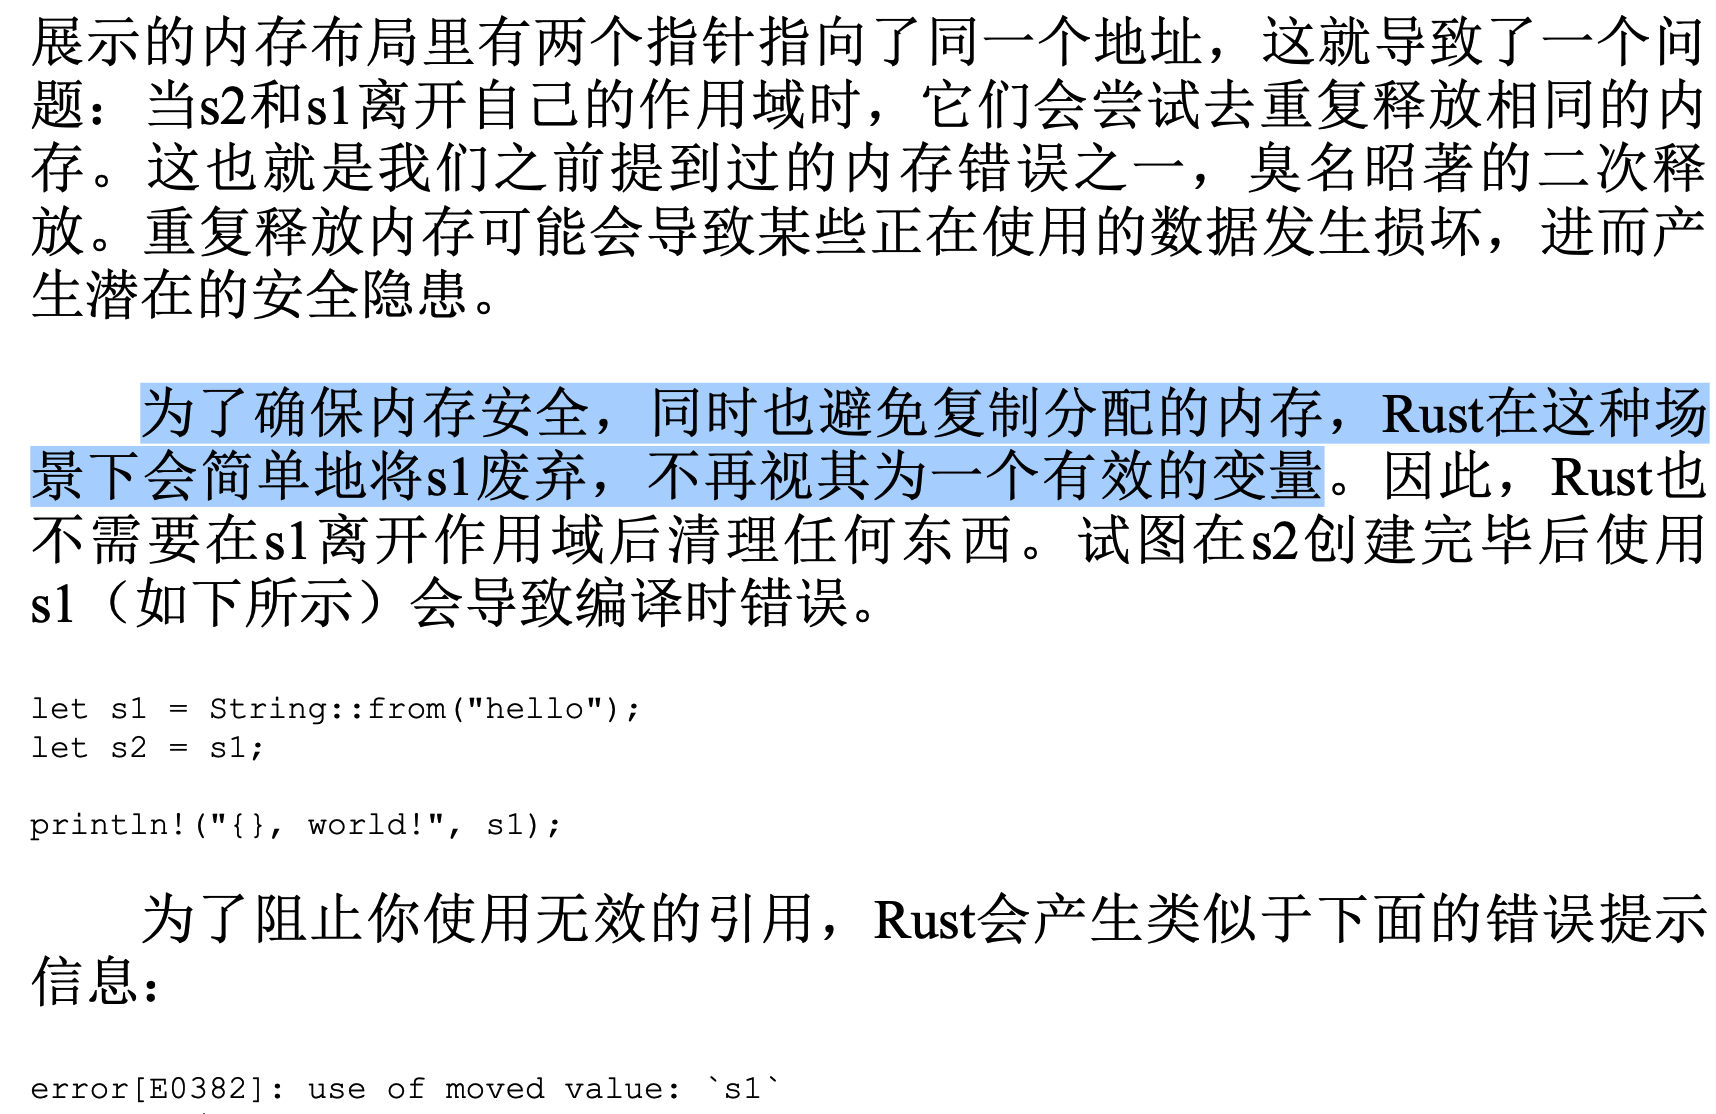 展示的内存布局里有两个指针指向了同一个地址，这就导致了一个问
题：当s2和s1离开自己的作用域时，它们会尝试去重复释放相同的内
存。这也就是我们之前提到过的内存错误之一，臭名昭著的二次释
放。重复释放内存可能会导致某些正在使用的数据发生损坏，进而产
生潜在的安全隐患。
为了确保内存安全，同时也避免复制分配的内存，Rust在这种场
景下会简单地将s1废弃，不再视其为一个有效的变量。因此，Rust也
不需要在s1离开作用域后清理任何东西。试图在s2创建完毕后使用
s1（如下所示）会导致编译时错误。
let s1 = String::from("hello");
let s2 = s1;
println!("{}, world!", s1);
为了阻止你使用无效的引用，Rust会产生类似于下面的错误提示
信息：
error[E0382]: use of moved value: `s1`